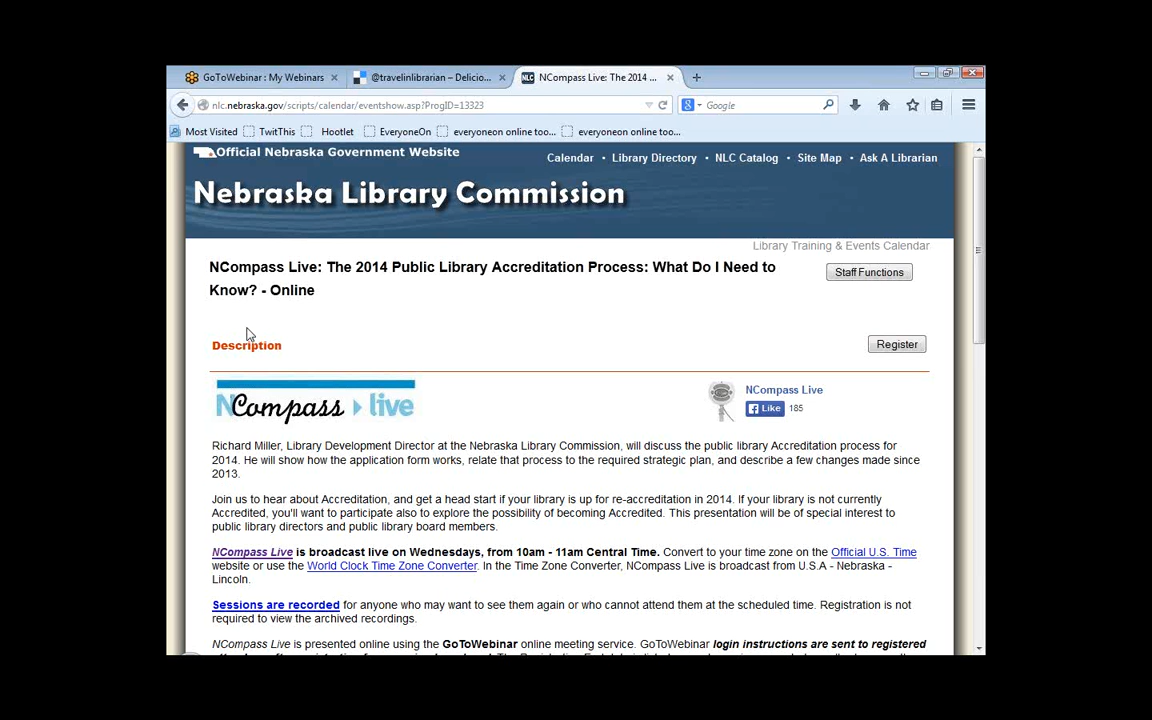 GoToWebinar : My Webinars
@travelinlibrarian – Delicio...
NCompass Live: The 2014 ...
nlc.nebraska.gov/scripts/calendar/eventshow.asp?ProgID=13323
Google
Most Visited TwitThis Hootlet EveryoneOn everyoneon online too... everyoneon online too...
Official Nebraska Government Website
Calendar • Library Directory • NLC Catalog • Site Map • Ask A Librarian
Nebraska Library Commission
Library Training & Events Calendar
NCompass Live: The 2014 Public Library Accreditation Process: What Do I Need to
Know? - Online
Staff Functions
Description
Register
NCompass live
NCompass Live
Like 185
Richard Miller, Library Development Director at the Nebraska Library Commission, will discuss the public library Accreditation process for
2014. He will show how the application form works, relate that process to the required strategic plan, and describe a few changes made since
2013.
Join us to hear about Accreditation, and get a head start if your library is up for re-accreditation in 2014. If your library is not currently
Accredited, you'll want to participate also to explore the possibility of becoming Accredited. This presentation will be of special interest to
public library directors and public library board members.
NCompass Live is broadcast live on Wednesdays, from 10am - 11am Central Time. Convert to your time zone on the Official U.S. Time
website or use the World Clock Time Zone Converter. In the Time Zone Converter, NCompass Live is broadcast from U.S.A - Nebraska -
Lincoln.
Sessions are recorded for anyone who may want to see them again or who cannot attend them at the scheduled time. Registration is not
required to view the archived recordings.
NCompass Live is presented online using the GoToWebinar online meeting service. GoToWebinar login instructions are sent to registered